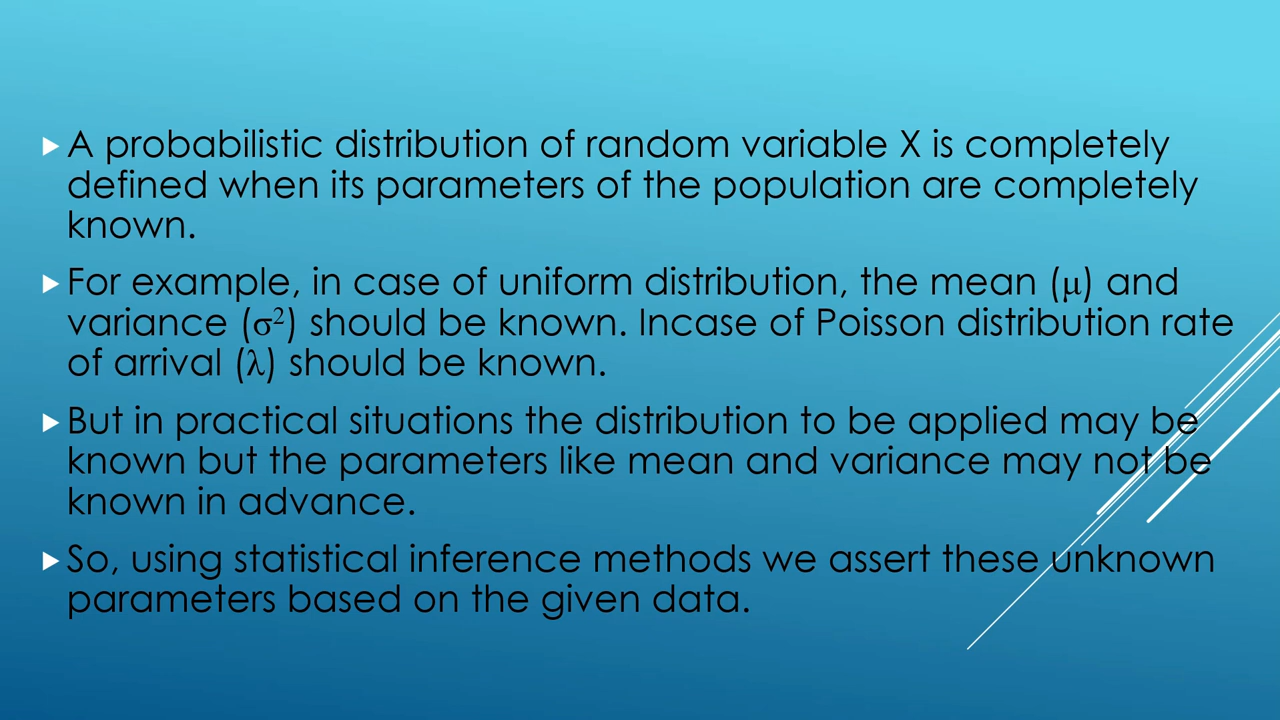 A probabilistic distribution of random variable X is completely
defined when its parameters of the population are completely
known.
For example, in case of uniform distribution, the mean (μ) and
variance (σ²) should be known. Incase of Poisson distribution rate
of arrival (λ) should be known.
But in practical situations the distribution to be applied may be
known but the parameters like mean and variance may not be
known in advance.
So, using statistical inference methods we assert these unknown
parameters based on the given data.